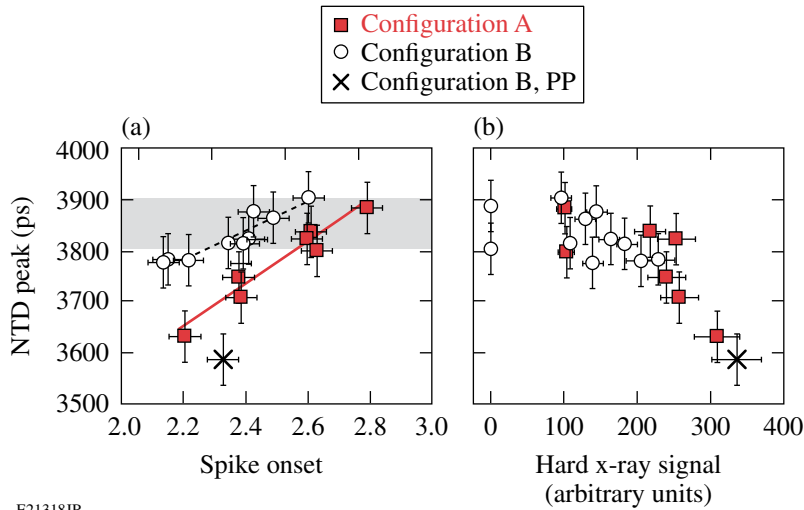 Configuration A
Configuration B
Configuration B, PP
(a)
(b)
NTD peak (ps)
4000
3900
3800
3700
3600
3500
2.0 2.2 2.4 2.6 2.8 3.0
0 100 200 300 400
Spike onset
Hard x-ray signal
(arbitrary units)